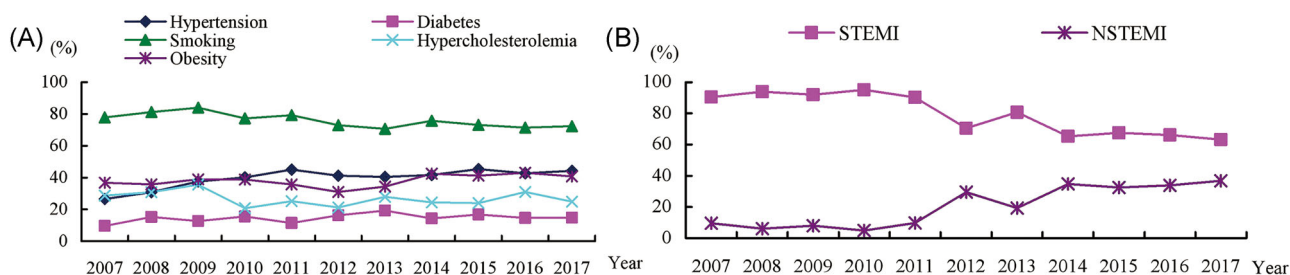 (A)
Hypertension
Diabetes
Smoking
Hypercholesterolemia
Obesity
(%)
100
80
60
40
20
0
2007 2008 2009 2010 2011 2012 2013 2014 2015 2016 2017 Year
(B)
STEMI
NSTEMI
(%)
100
80
60
40
20
0
2007 2008 2009 2010 2011 2012 2013 2014 2015 2016 2017 Year